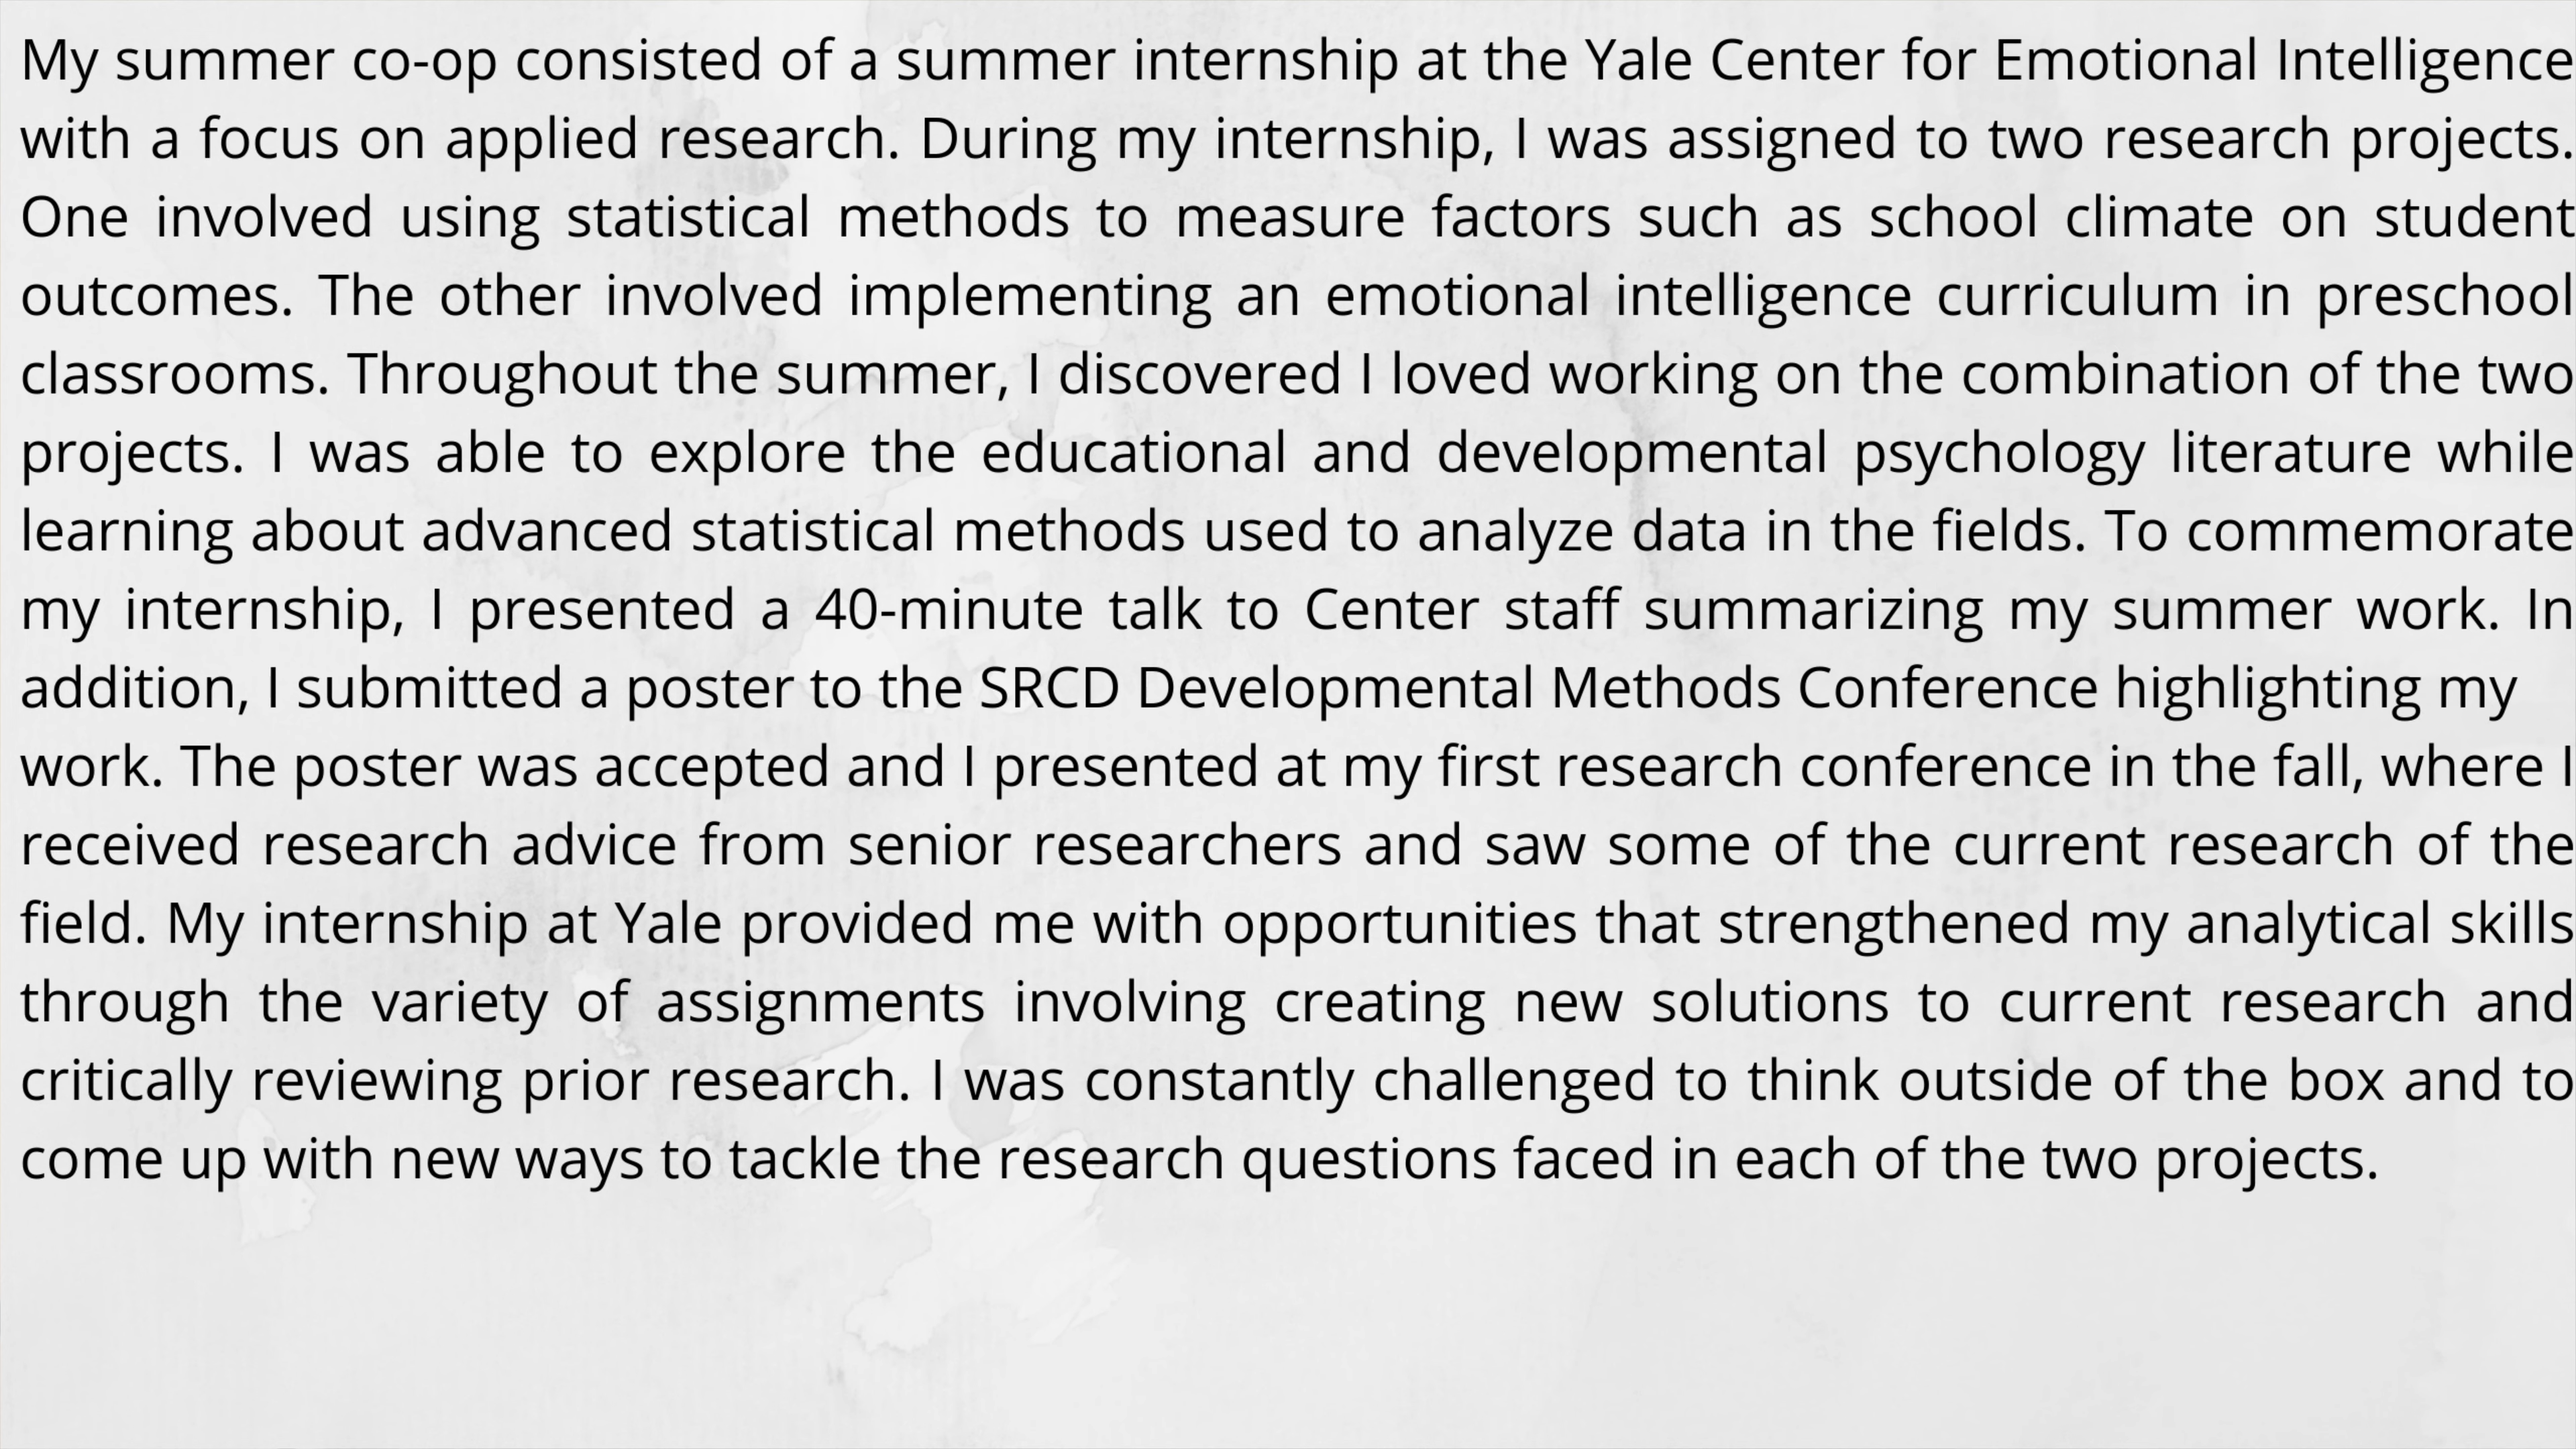 My summer co-op consisted of a summer internship at the Yale Center for Emotional Intelligence
with a focus on applied research. During my internship, I was assigned to two research projects.
One involved using statistical methods to measure factors such as school climate on student
outcomes. The other involved implementing an emotional intelligence curriculum in preschool
classrooms. Throughout the summer, I discovered I loved working on the combination of the two
projects. I was able to explore the educational and developmental psychology literature while
learning about advanced statistical methods used to analyze data in the fields. To commemorate
my internship, I presented a 40-minute talk to Center staff summarizing my summer work. In
addition, I submitted a poster to the SRCD Developmental Methods Conference highlighting my
work. The poster was accepted and I presented at my first research conference in the fall, where I
received research advice from senior researchers and saw some of the current research of the
field. My internship at Yale provided me with opportunities that strengthened my analytical skills
through the variety of assignments involving creating new solutions to current research and
critically reviewing prior research. I was constantly challenged to think outside of the box and to
come up with new ways to tackle the research questions faced in each of the two projects.